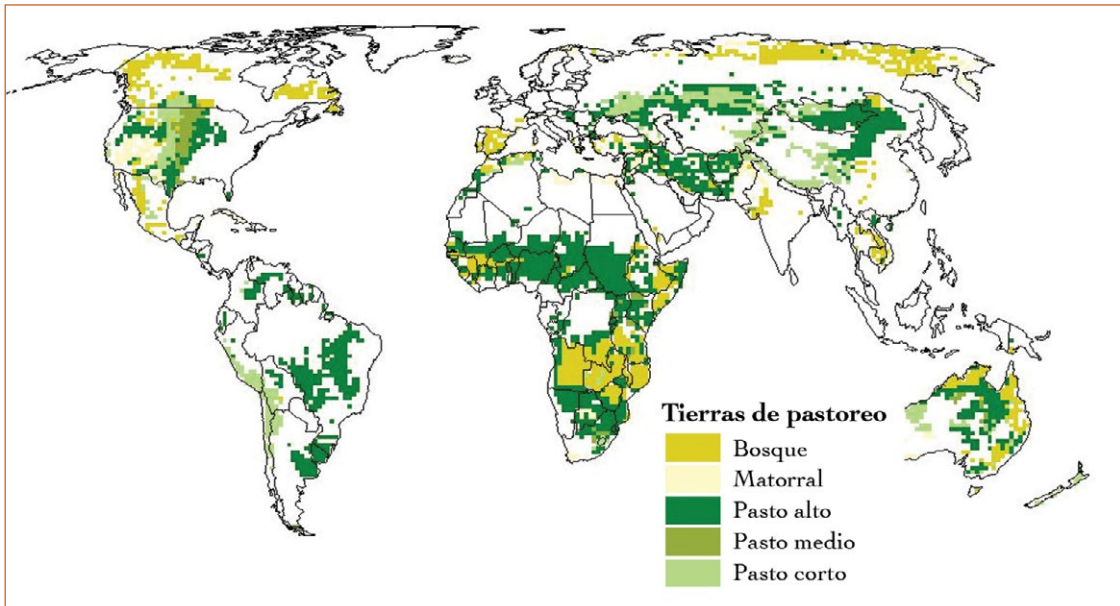 Tierras de pastoreo
Bosque
Matorral
Pasto alto
Pasto medio
Pasto corto